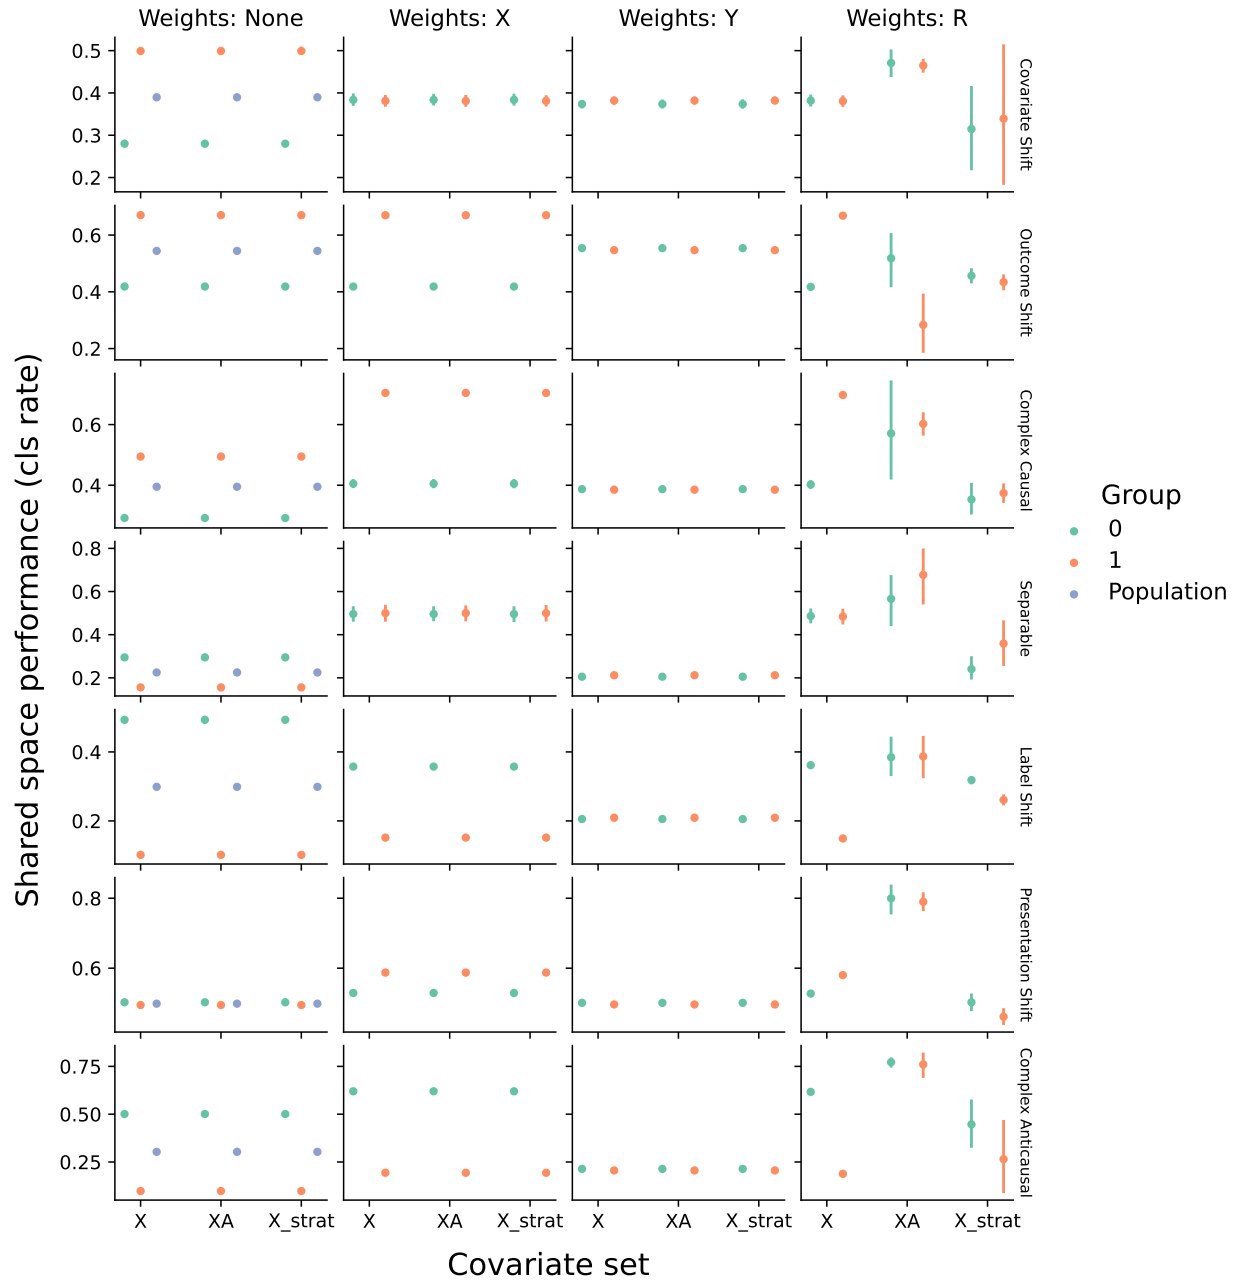 Weights: None
Weights: X
Weights: Y
Weights: R
0.5
0.4
0.3
0.2
Covariate Shift
0.6
0.4
0.2
Outcome Shift
0.6
0.4
Complex Causal
0.8
0.6
0.4
0.2
Separable
0.4
0.2
Label Shift
0.8
0.6
Presentation Shift
0.75
0.50
0.25
Complex Anticausal
X XA X_strat
X XA X_strat
X XA X_strat
X XA X_strat
Shared space performance (cls rate)
Covariate set
Group
0
1
Population